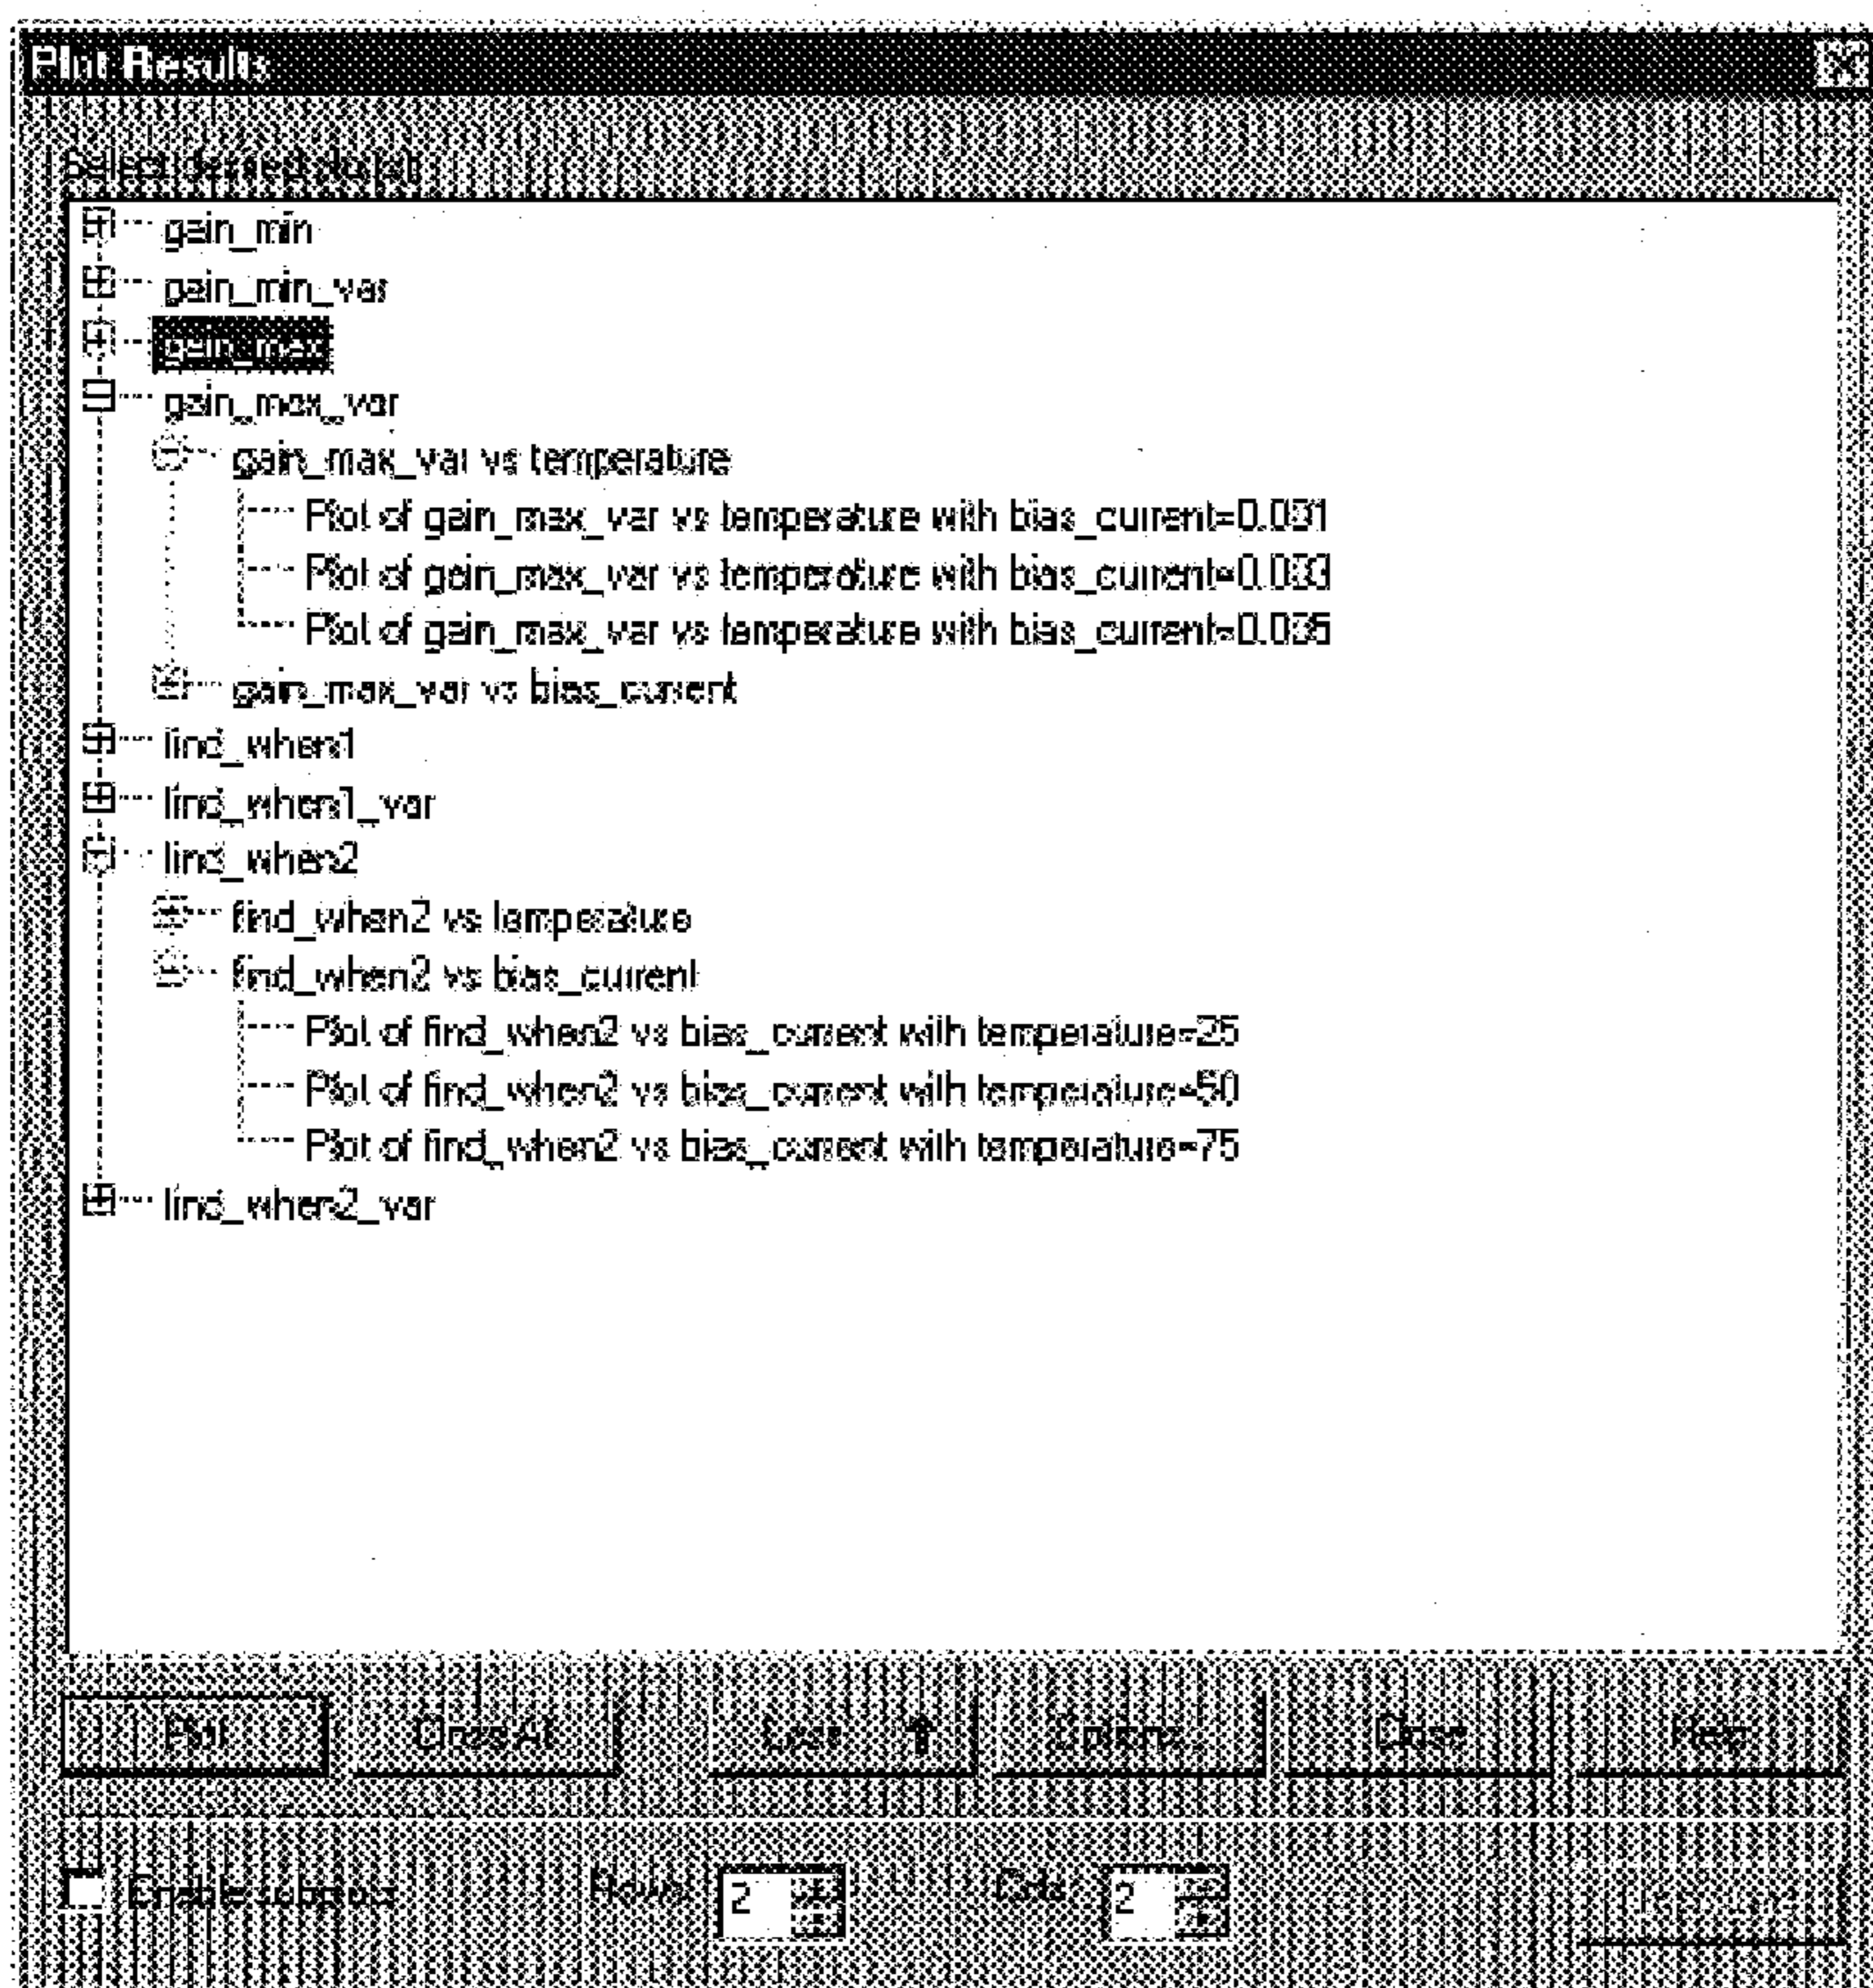 Plot Results
Select desired plot(s)
gain_min
gain_min_var
gain_max
gain_max_var
gain_max_var vs temperature
Plot of gain_max_var vs temperature with bias_current=0.031
Plot of gain_max_var vs temperature with bias_current=0.033
Plot of gain_max_var vs temperature with bias_current=0.035
gain_max_var vs bias_current
find_when1
find_when1_var
find_when2
find_when2 vs temperature
find_when2 vs bias_current
Plot of find_when2 vs bias_current with temperature=25
Plot of find_when2 vs bias_current with temperature=50
Plot of find_when2 vs bias_current with temperature=75
find_when2_var
Plot Close All Options... Close Help
Enable subplots Rows 2 Cols 2